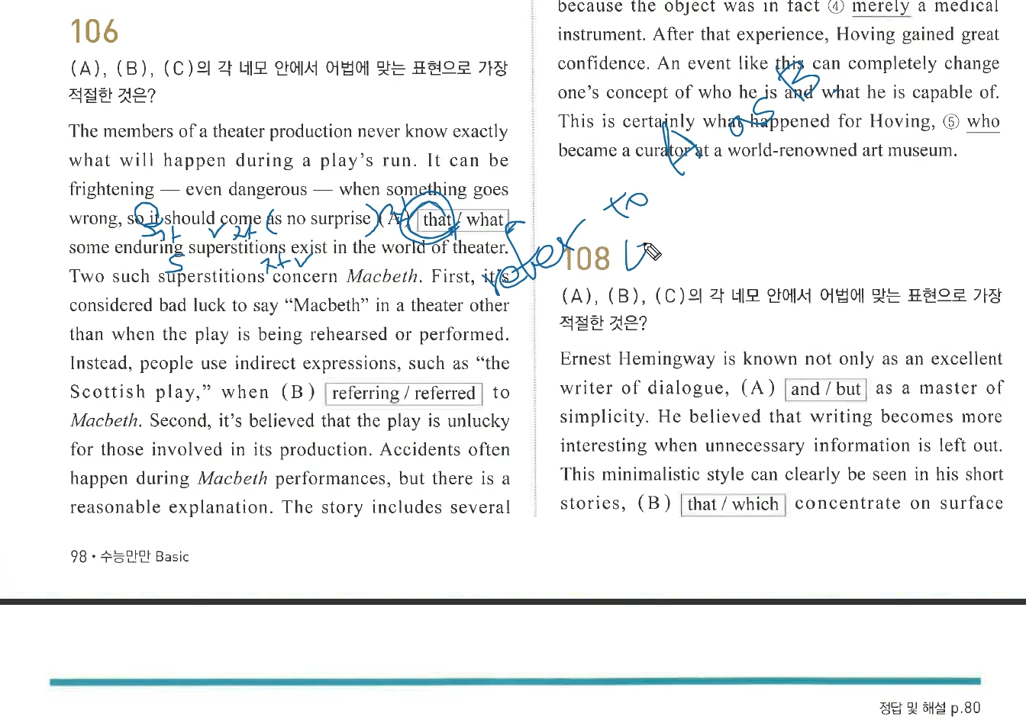 106
(A), (B), (C)의 각 네모 안에서 어법에 맞는 표현으로 가장
적절한 것은?
The members of a theater production never know exactly
what will happen during a play's run. It can be
frightening — even dangerous — when something goes
wrong, so it should come as no surprise (A) that / what
some enduring superstitions exist in the world of theater.
Two such superstitions concern Macbeth. First, it's
considered bad luck to say “Macbeth” in a theater other
than when the play is being rehearsed or performed.
Instead, people use indirect expressions, such as “the
Scottish play,” when (B) referring / referred to
Macbeth. Second, it's believed that the play is unlucky
for those involved in its production. Accidents often
happen during Macbeth performances, but there is a
reasonable explanation. The story includes several
98 • 수능만만 Basic
because the object was in fact ④ merely a medical
instrument. After that experience, Hoving gained great
confidence. An event like this can completely change
one's concept of who he is and what he is capable of.
This is certainly what happened for Hoving, ⑤ who
became a curator at a world-renowned art museum.
refer to A as B
108
(A), (B), (C)의 각 네모 안에서 어법에 맞는 표현으로 가장
적절한 것은?
Ernest Hemingway is known not only as an excellent
writer of dialogue, (A) and / but as a master of
simplicity. He believed that writing becomes more
interesting when unnecessary information is left out.
This minimalistic style can clearly be seen in his short
stories, (B) that / which concentrate on surface
정답 및 해설 p.80